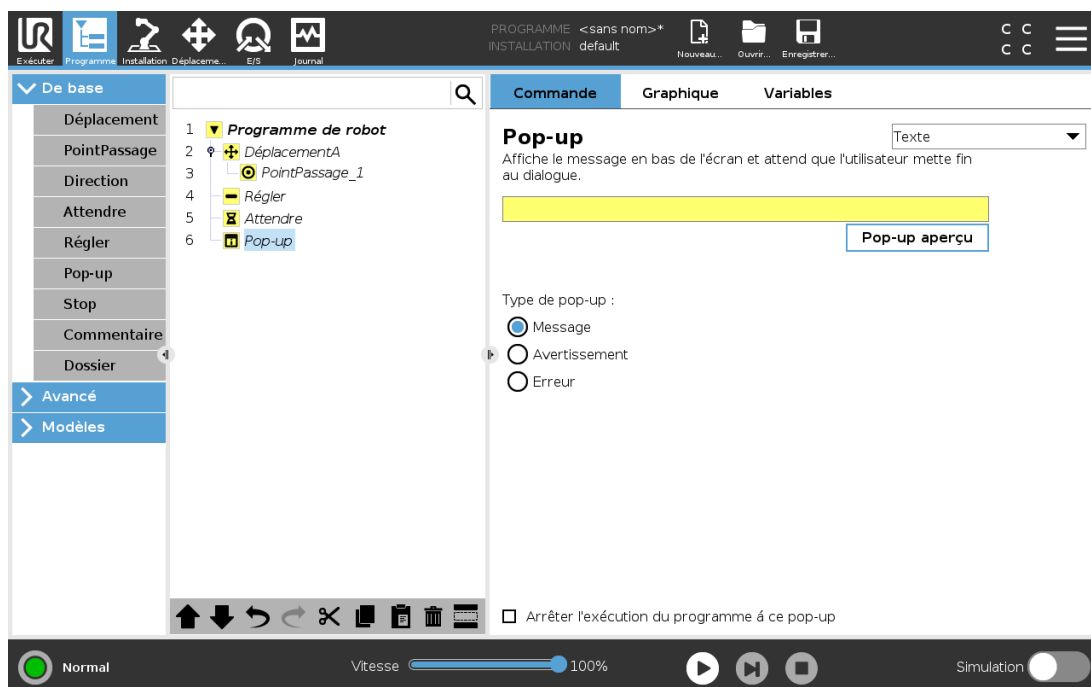 UR
Exécuter
Programme
Installation
Déplaceme...
E/S
Journal
PROGRAMME <sans nom>*
INSTALLATION default
Nouveau...
Ouvrir...
Enregistrer...
C C
C C
De base
Déplacement
PointPassage
Direction
Attendre
Régler
Pop-up
Stop
Commentaire
Dossier
Avancé
Modèles
1 Programme de robot
2 DéplacementA
3 PointPassage_1
4 Régler
5 Attendre
6 Pop-up
Commande Graphique Variables
Pop-up
Texte
Affiche le message en bas de l'écran et attend que l'utilisateur mette fin
au dialogue.
Pop-up aperçu
Type de pop-up :
Message
Avertissement
Erreur
Arrêter l'exécution du programme á ce pop-up
Normal
Vitesse 100%
Simulation